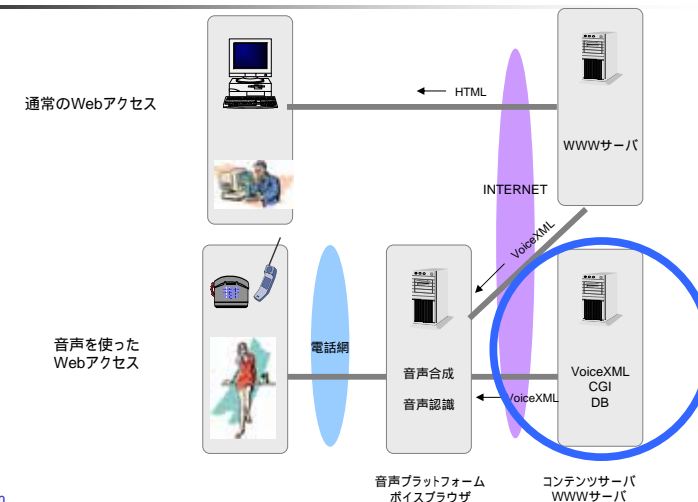 通常のWebアクセス
HTML
WWWサーバ
INTERNET
VoiceXML
音声を使った
Webアクセス
電話網
音声合成
音声認識
VoiceXML
VoiceXML
CGI
DB
音声プラットフォーム
ボイスブラウザ
コンテンツサーバ
WWWサーバ